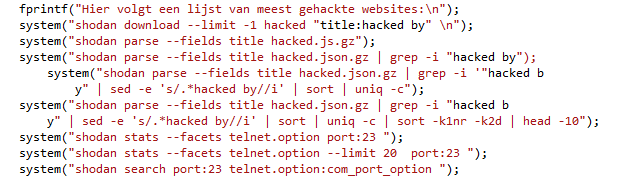 fprintf("Hier volgt een lijst van meest gehackte websites:\n");
system("shodan download --limit -1 hacked "title:hacked by" \n");
system("shodan parse --fields title hacked.js.gz");
system("shodan parse --fields title hacked.json.gz | grep -i "hacked by");
system("shodan parse --fields title hacked.json.gz | grep -i '"hacked b
y" | sed -e 's/.*hacked by//i' | sort | uniq -c");
system("shodan parse --fields title hacked.json.gz | grep -i "hacked b
y" | sed -e 's/.*hacked by//i' | sort | uniq -c | sort -k1nr -k2d | head -10");
system("shodan stats --facets telnet.option port:23 ");
system("shodan stats --facets telnet.option --limit 20  port:23 ");
system("shodan search port:23 telnet.option:com_port_option ");